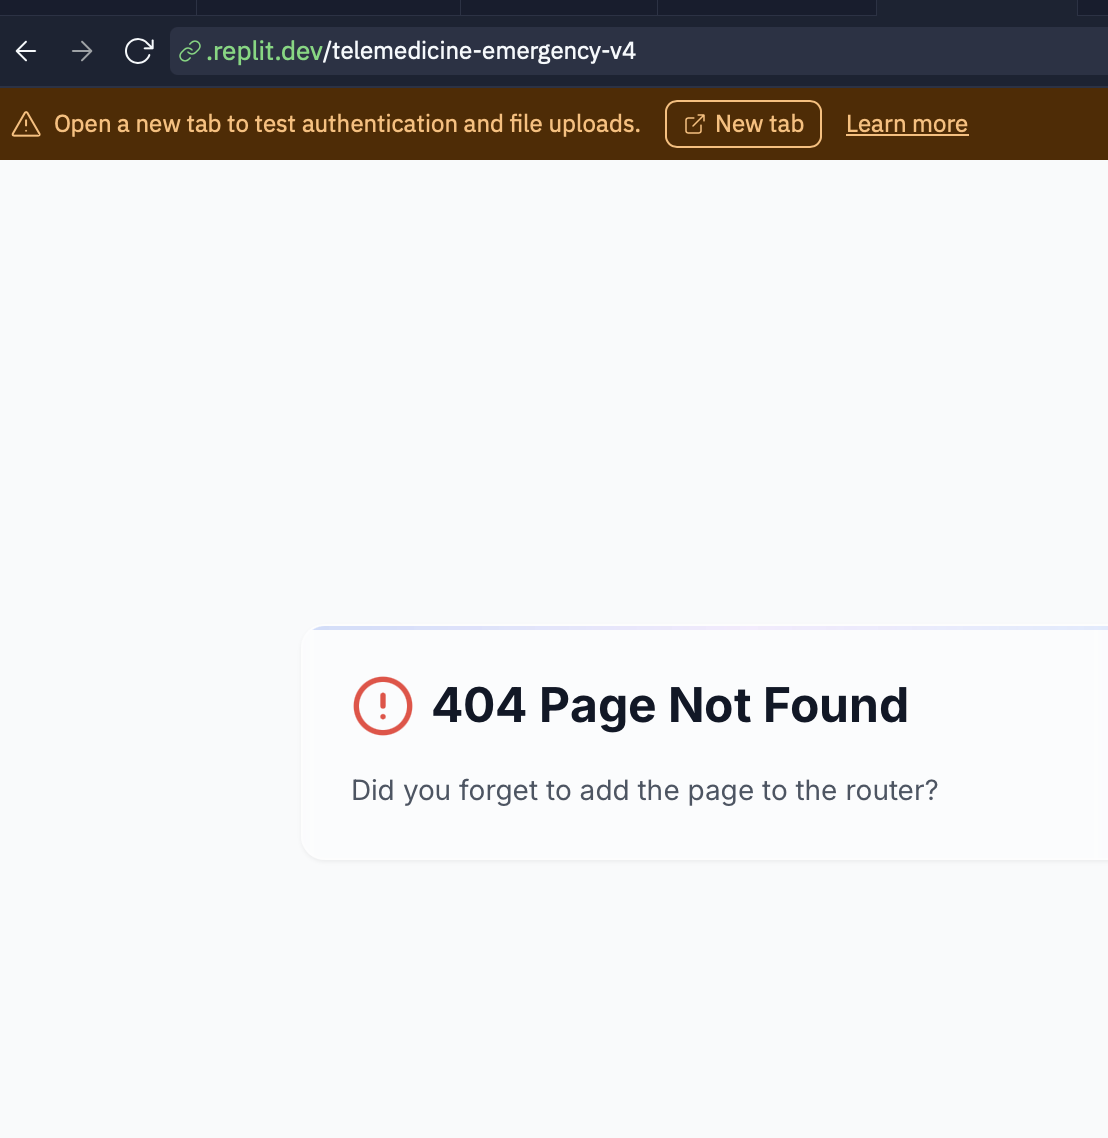 .replit.dev/telemedicine-emergency-v4
Open a new tab to test authentication and file uploads. New tab Learn more
404 Page Not Found
Did you forget to add the page to the router?